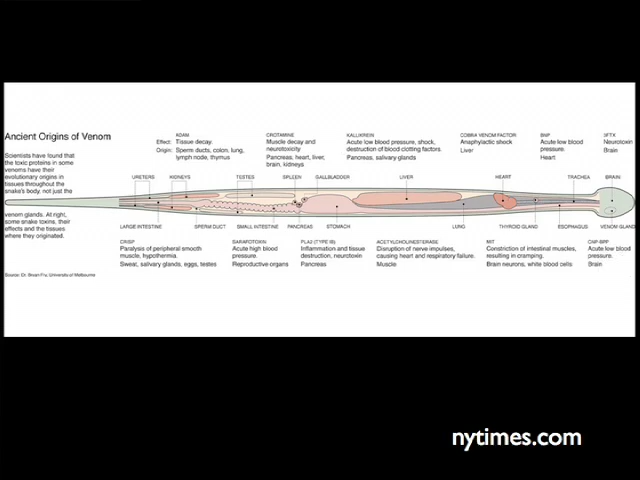 Ancient Origins of Venom
Scientists have found that
the toxic proteins in some
venoms have their
evolutionary origins in
tissues throughout the
snake's body, not just the
venom glands. At right,
some snake toxins, their
effects and the tissues
where they originated.
Source: Dr. Bryan Fry, University of Melbourne
Effect:
Origin:
ADAM
Tissue decay.
Sperm ducts, colon, lung,
lymph node, thymus
CROTAMINE
Muscle decay and
neurotoxicity
Pancreas, heart, liver,
brain, kidneys
KALLIKREIN
Acute low blood pressure, shock,
destruction of blood clotting factors.
Pancreas, salivary glands
COBRA VENOM FACTOR
Anaphylactic shock
Liver
BNP
Acute low blood
pressure.
Heart
3FTX
Neurotoxin
Brain
URETERS
KIDNEYS
TESTES
SPLEEN
GALLBLADDER
LIVER
HEART
TRACHEA
BRAIN
LARGE INTESTINE
SPERM DUCT
SMALL INTESTINE
PANCREAS
STOMACH
LUNG
THYROID GLAND
ESOPHAGUS
VENOM GLAND
CRISP
Paralysis of peripheral smooth
muscle, hypothermia.
Sweat, salivary glands, eggs, testes
SARAFOTOXIN
Acute high blood
pressure.
Reproductive organs
PLA2 (TYPE IB)
Inflammation and tissue
destruction, neurotoxin
Pancreas
ACETYLCHOLINESTERASE
Disruption of nerve impulses,
causing heart and respiratory failure.
Muscle
MIT
Constriction of intestinal muscles,
resulting in cramping.
Brain neurons, white blood cells
CNP-BPP
Acute low blood
pressure.
Brain
nytimes.com